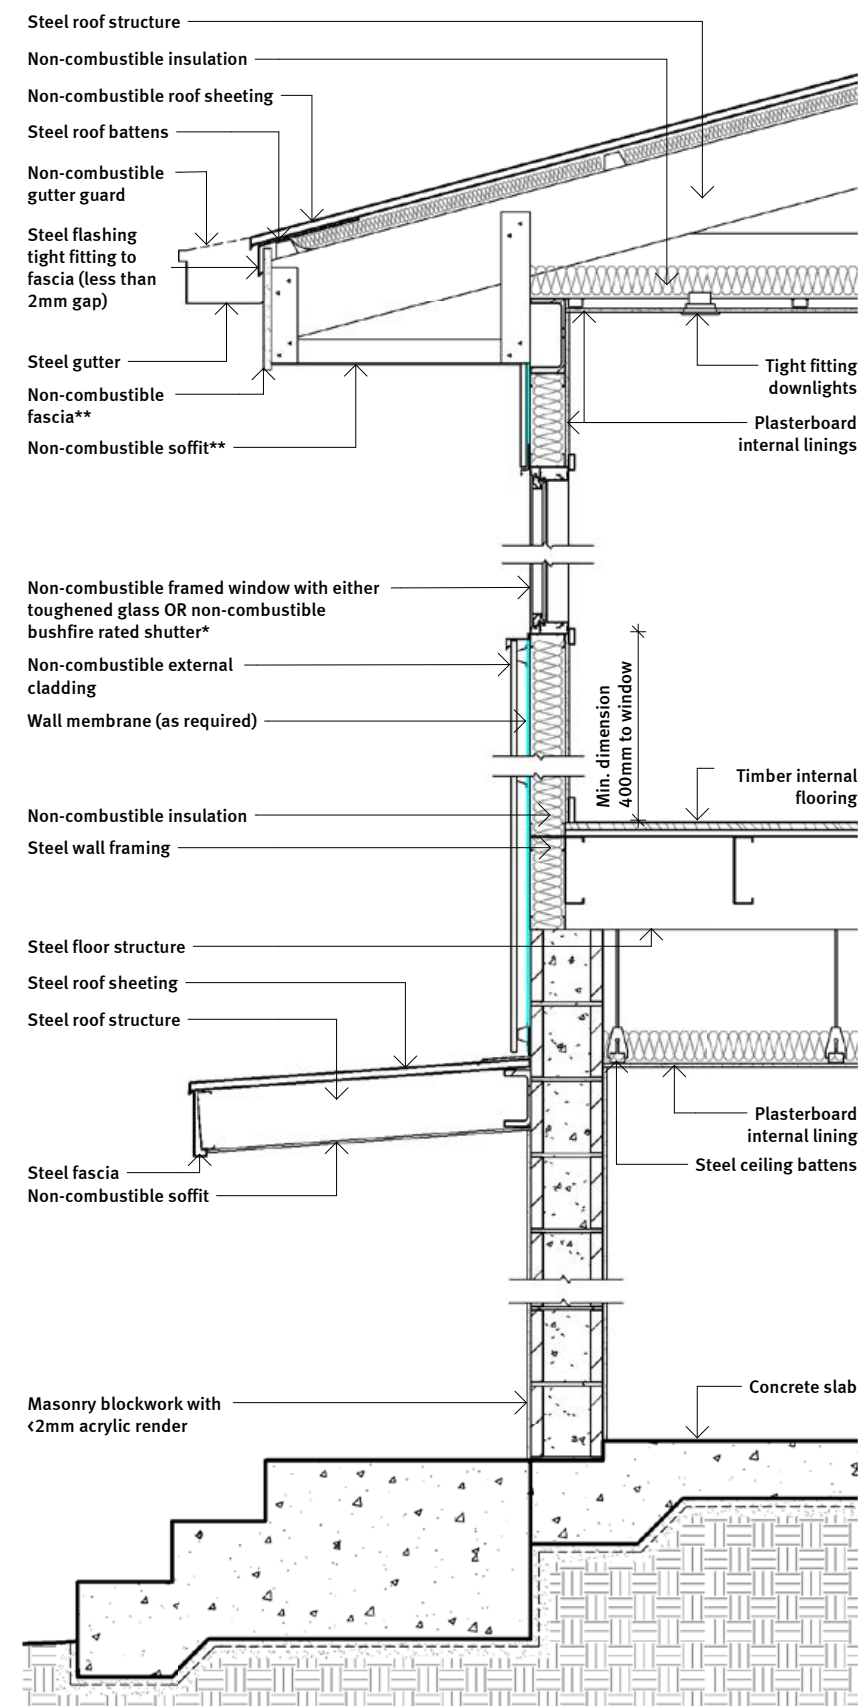 Steel roof structure
Non-combustible insulation
Non-combustible roof sheeting
Steel roof battens
Non-combustible
gutter guard
Steel flashing
tight fitting to
fascia (less than
2mm gap)
Steel gutter
Tight fitting
downlights
Non-combustible
fascia**
Plasterboard
internal linings
Non-combustible soffit**
Non-combustible framed window with either
toughened glass OR non-combustible
bushfire rated shutter*
Non-combustible external
cladding
Wall membrane (as required)
Min. dimension
400mm to window
Timber internal
flooring
Non-combustible insulation
Steel wall framing
Steel floor structure
Steel roof sheeting
Steel roof structure
Plasterboard
internal lining
Steel ceiling battens
Steel fascia
Non-combustible soffit
Concrete slab
Masonry blockwork with
<2mm acrylic render